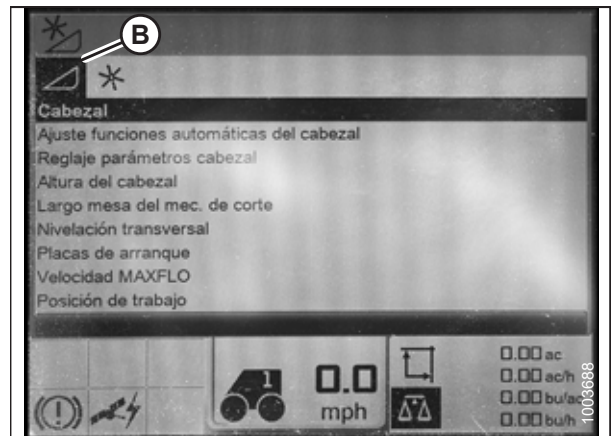 B
Cabezal
Ajuste funciones automáticas del cabezal
Reglaje parámetros cabezal
Altura del cabezal
Largo mesa del mec. de corte
Nivelación transversal
Placas de arranque
Velocidad MAXFLO
Posición de trabajo
1
0.0
mph
0.00 ac
0.00 ac/h
0.00 bu/ac
0.00 bu/h
1003688